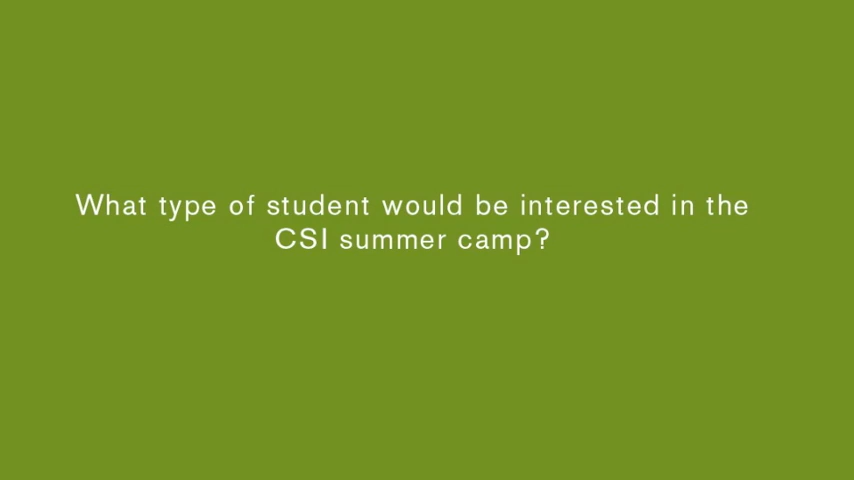 What type of student would be interested in the
CSI summer camp?